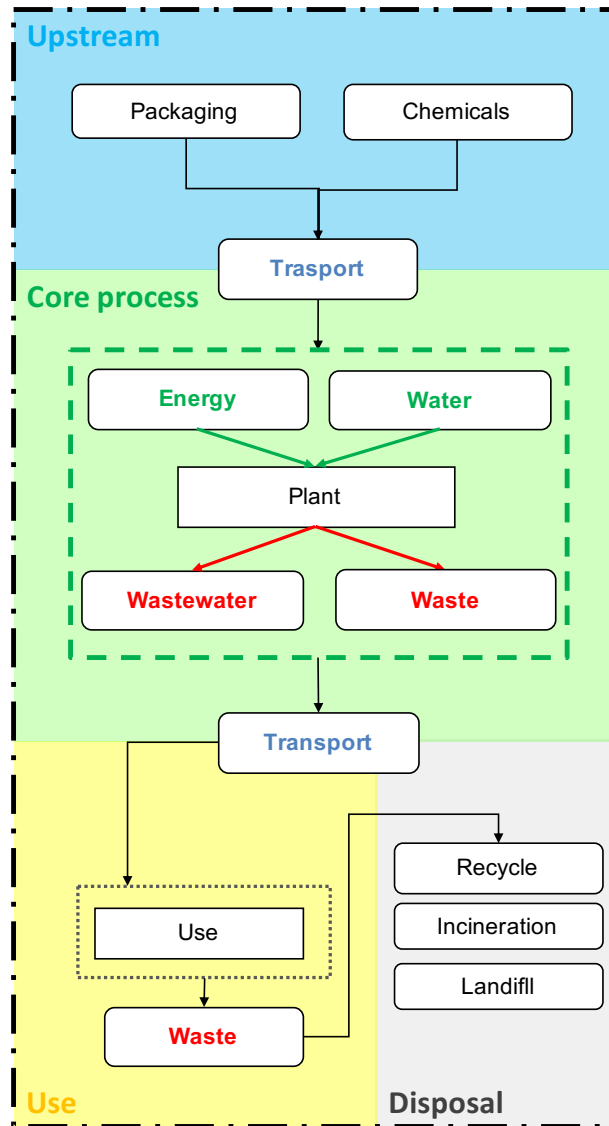 Upstream
Packaging
Chemicals
Trasport
Core process
Energy
Water
Plant
Wastewater
Waste
Transport
Recycle
Use
Incineration
Landifll
Waste
Use
Disposal